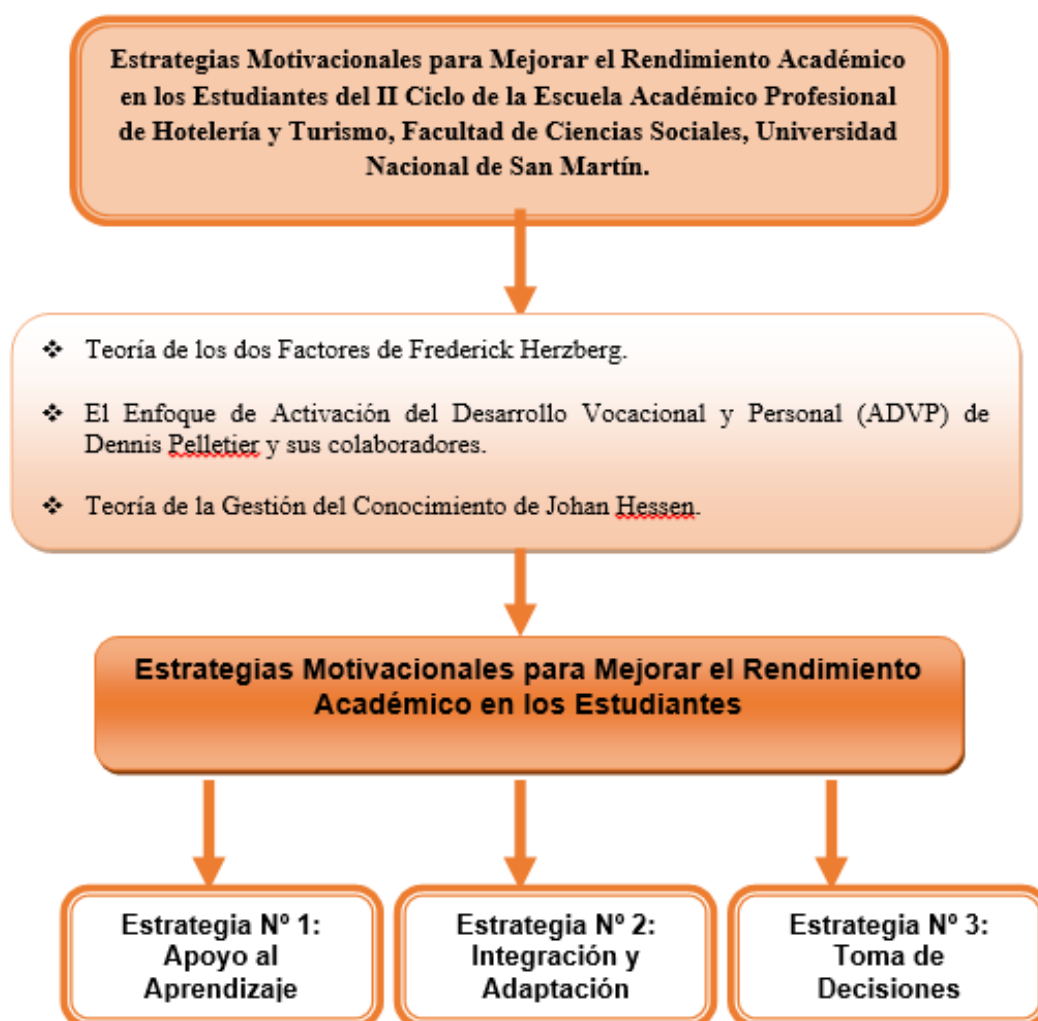 Estrategias Motivacionales para Mejorar el Rendimiento Académico
en los Estudiantes del II Ciclo de la Escuela Académico Profesional
de Hotelería y Turismo, Facultad de Ciencias Sociales, Universidad
Nacional de San Martín.
❖ Teoría de los dos Factores de Frederick Herzberg.
❖ El Enfoque de Activación del Desarrollo Vocacional y Personal (ADVP) de
Dennis Pelletier y sus colaboradores.
❖ Teoría de la Gestión del Conocimiento de Johan Hessen.
Estrategias Motivacionales para Mejorar el Rendimiento
Académico en los Estudiantes
Estrategia Nº 1:
Apoyo al
Aprendizaje
Estrategia Nº 2:
Integración y
Adaptación
Estrategia Nº 3:
Toma de
Decisiones